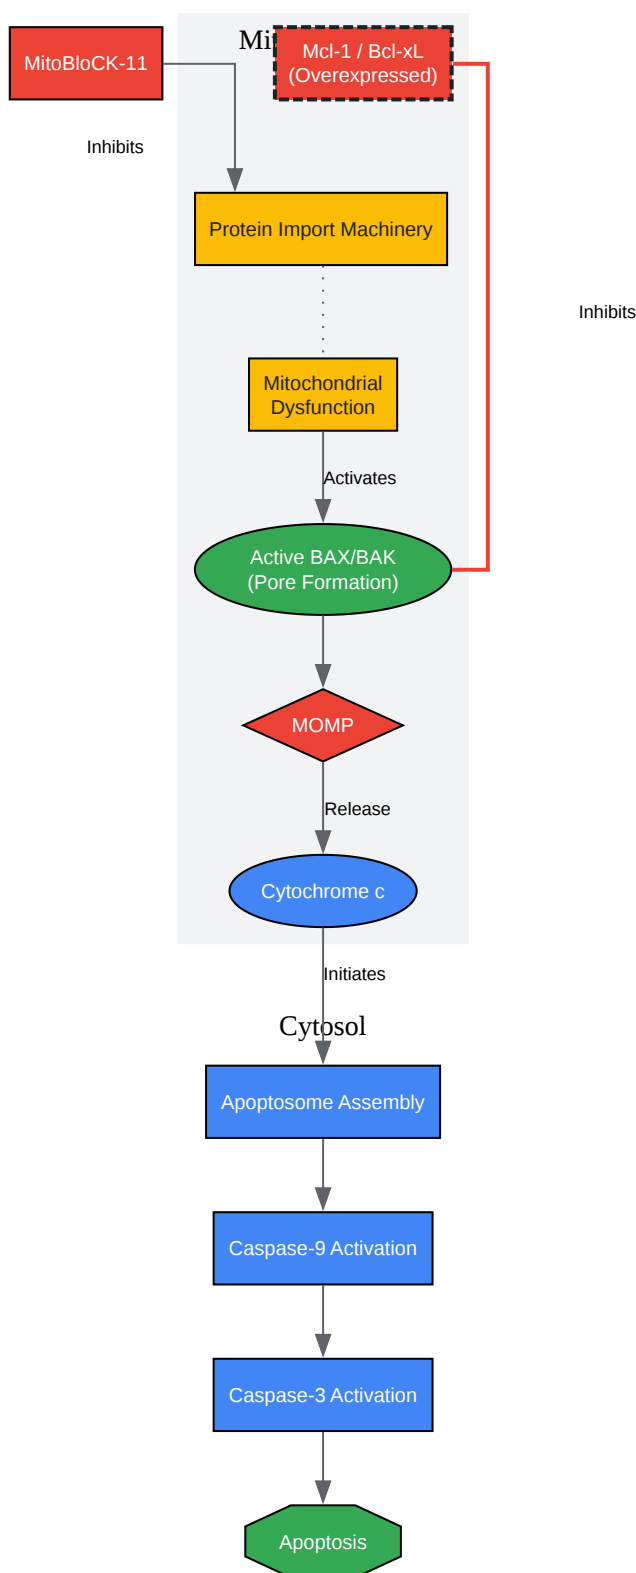 MitoBloCK-11
Mcl-1 / Bcl-xL
(Overexpressed)
Inhibits
Protein Import Machinery
Inhibits
Mitochondrial
Dysfunction
Activates
Active BAX/BAK
(Pore Formation)
MOMP
Release
Cytochrome c
Initiates
Cytosol
Apoptosome Assembly
Caspase-9 Activation
Caspase-3 Activation
Apoptosis